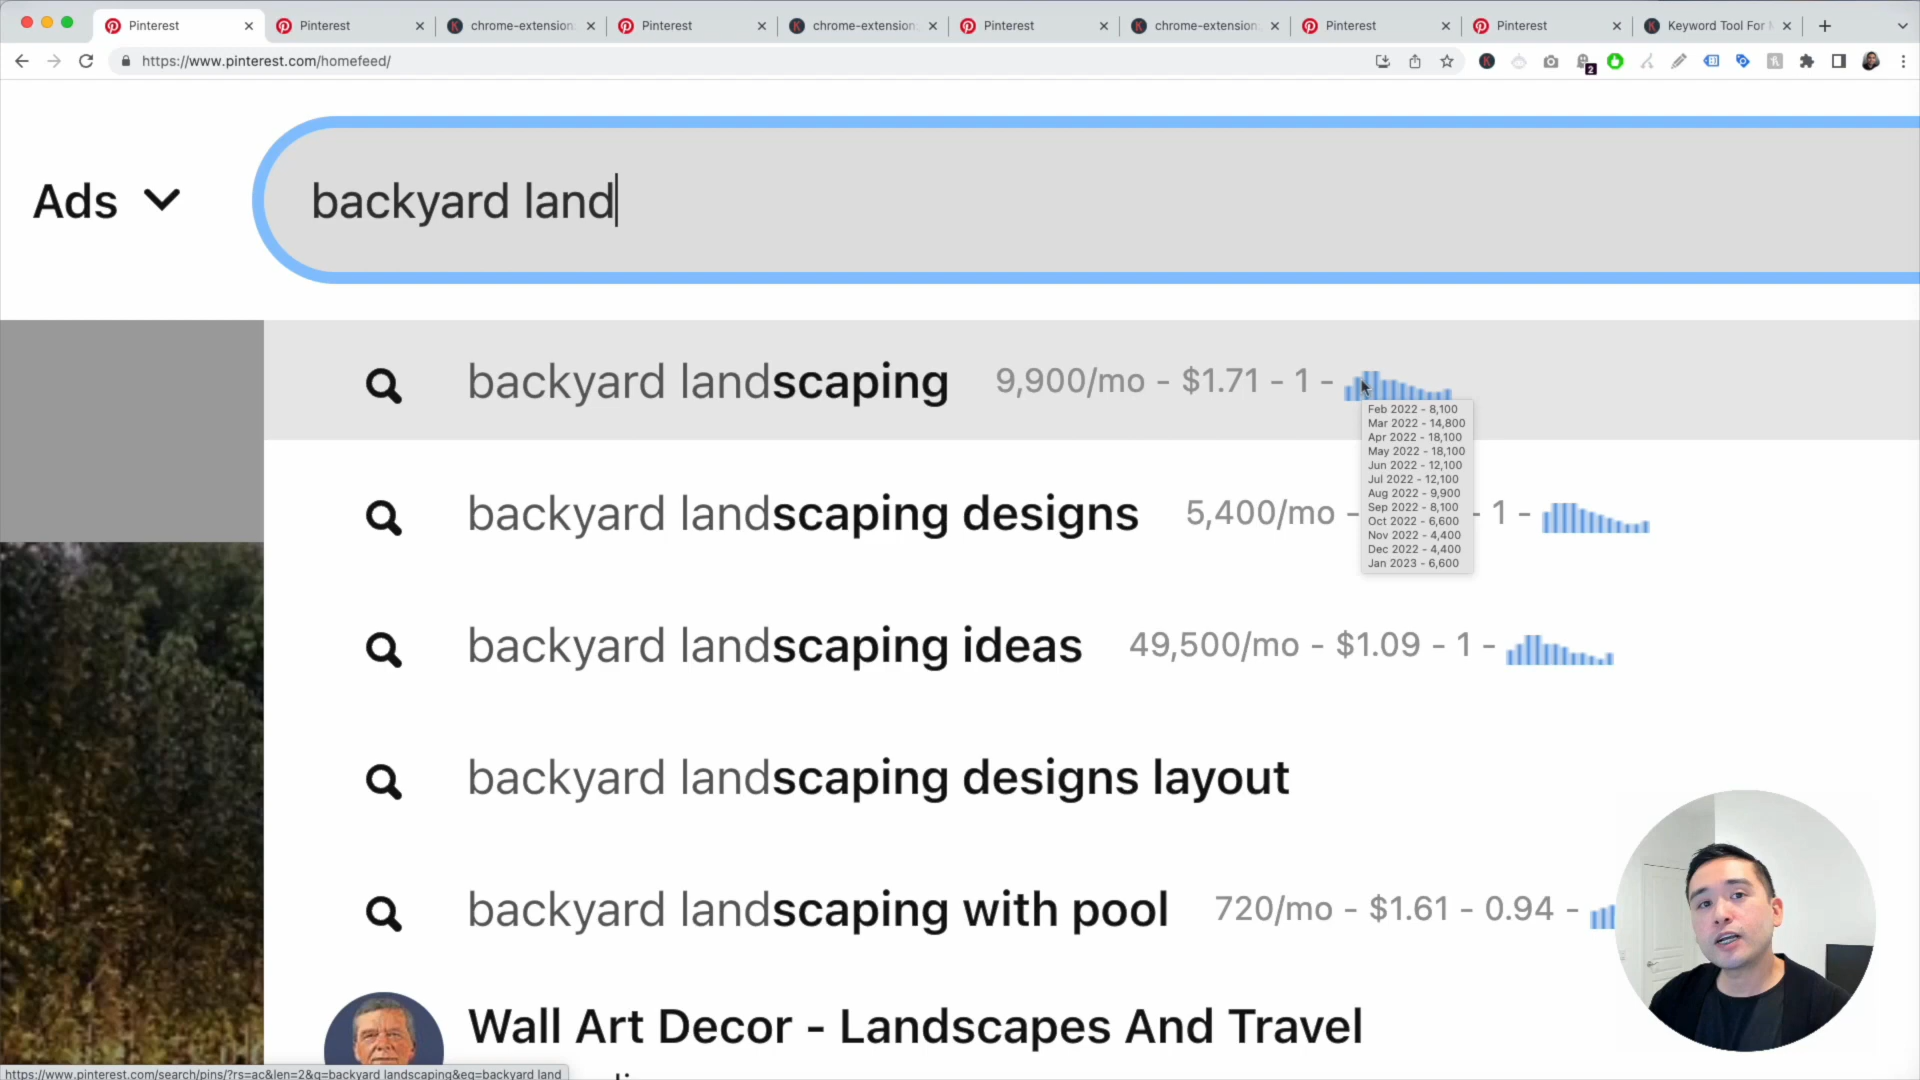 Pinterest
Pinterest
chrome-extension:
Pinterest
chrome-extension:
Pinterest
chrome-extension:
Pinterest
Pinterest
Keyword Tool For
https://www.pinterest.com/homefeed/
2
Ads
backyard land
backyard landscaping 9,900/mo - $1.71 - 1 -
Feb 2022 - 8,100
Mar 2022 - 14,800
Apr 2022 - 18,100
May 2022 - 18,100
Jun 2022 - 12,100
Jul 2022 - 12,100
Aug 2022 - 9,900
Sep 2022 - 8,100
Oct 2022 - 6,600
Nov 2022 - 4,400
Dec 2022 - 4,400
Jan 2023 - 6,600
backyard landscaping designs 5,400/mo - - 1 -
backyard landscaping ideas 49,500/mo - $1.09 - 1 -
backyard landscaping designs layout
backyard landscaping with pool 720/mo - $1.61 - 0.94 -
Wall Art Decor - Landscapes And Travel
https://www.pinterest.com/search/pins/?rs=ac&len=2&q=backyard landscaping&eq=backyard land